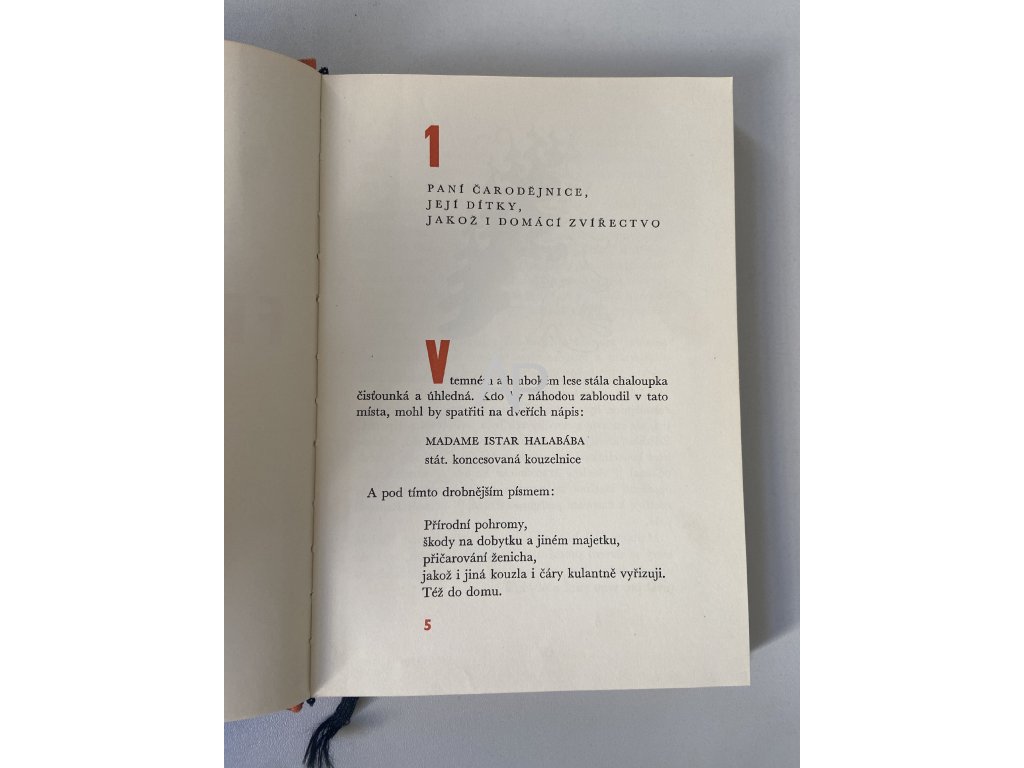 1
PANÍ ČARODĚJNICE,
JEJÍ DÍTKY,
JAKOŽ I DOMÁCÍ ZVÍŘECTVO
V temném a hlubokém lese stála chaloupka
čisťounká a úhledná. Kdo by náhodou zabloudil v tato
místa, mohl by spatřiti na dveřích nápis:
MADAME ISTAR HALABÁBA
stát. koncesovaná kouzelnice
A pod tímto drobnějším písmem:
Přírodní pohromy,
škody na dobytku a jiném majetku,
přičarování ženicha,
jakož i jiná kouzla i čáry kulantně vyřizuji.
Též do domu.
5